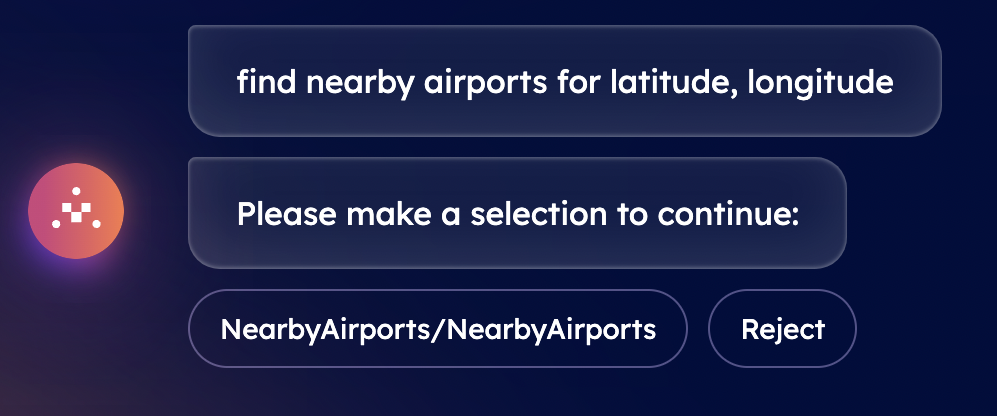 find nearby airports for latitude, longitude
Please make a selection to continue:
NearbyAirports/NearbyAirports
Reject